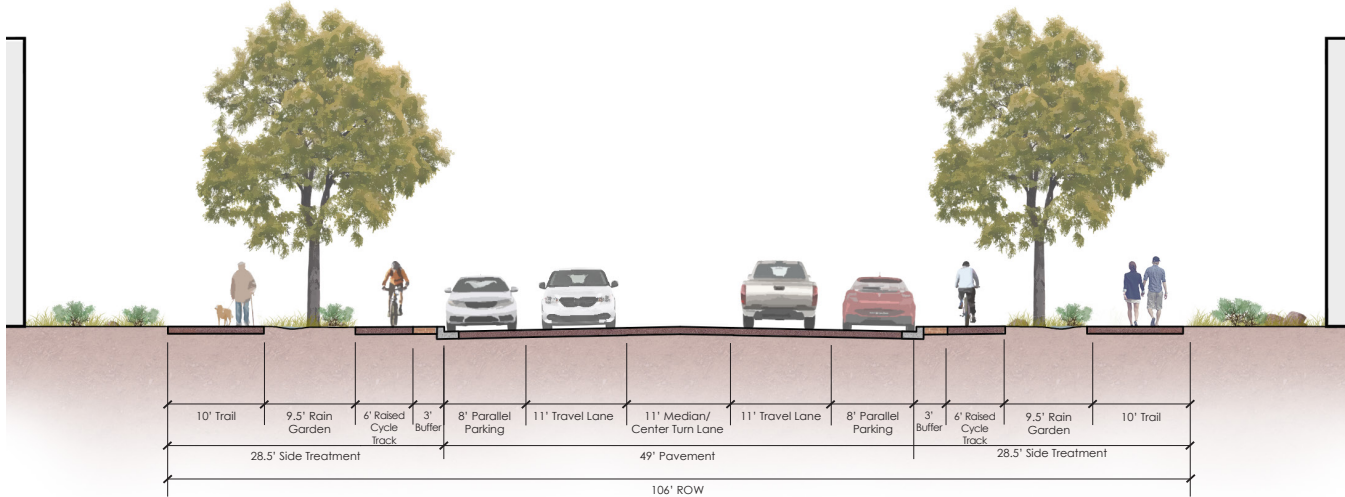 10’ Trail
9.5’ Rain
Garden
6’ Raised
Cycle
Track
3’
Buffer
8’ Parallel
Parking
11’ Travel Lane
11’ Median/
Center Turn Lane
11’ Travel Lane
8’ Parallel
Parking
3’
Buffer
6’ Raised
Cycle
Track
9.5’ Rain
Garden
10’ Trail
28.5’ Side Treatment
49’ Pavement
28.5’ Side Treatment
106’ ROW